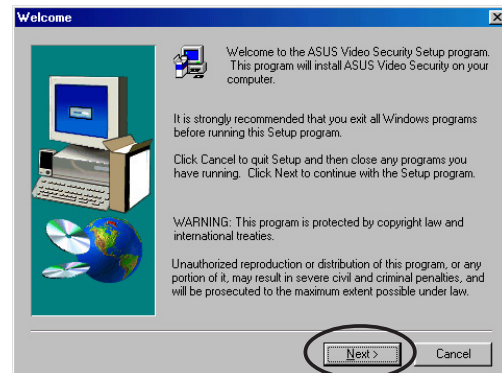 Welcome
Welcome to the ASUS Video Security Setup program.
This program will install ASUS Video Security on your
computer.
It is strongly recommended that you exit all Windows programs
before running this Setup program.
Click Cancel to quit Setup and then close any programs you
have running. Click Next to continue with the Setup program.
WARNING: This program is protected by copyright law and
international treaties.
Unauthorized reproduction or distribution of this program, or any
portion of it, may result in severe civil and criminal penalties, and
will be prosecuted to the maximum extent possible under law.
Next >
Cancel